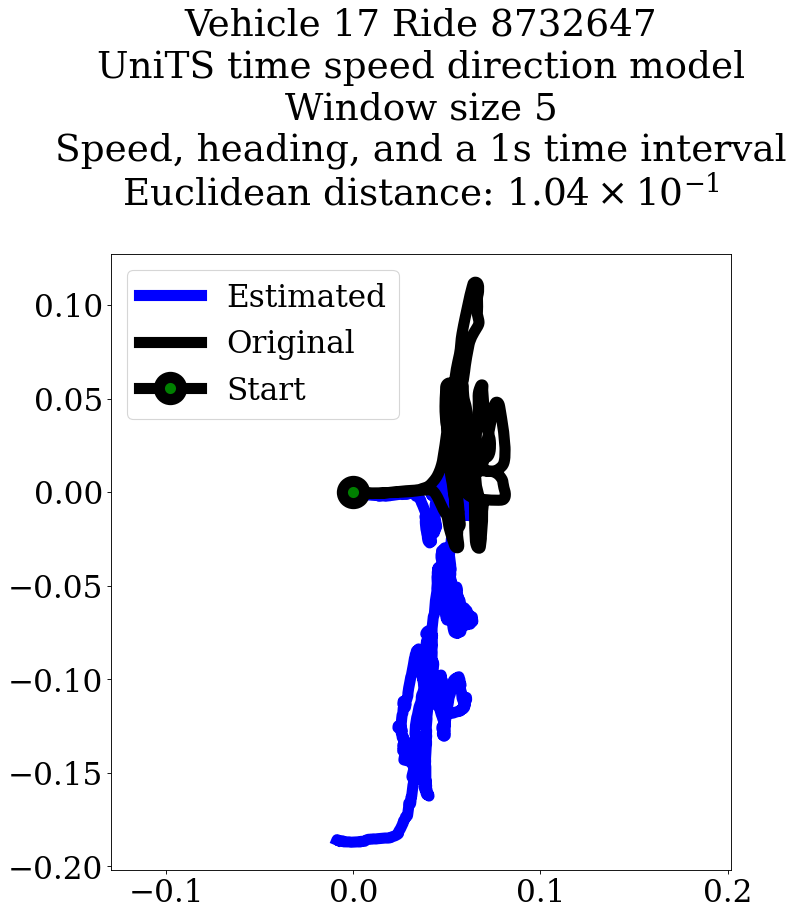 Vehicle 17 Ride 8732647
UniTS time speed direction model
Window size 5
Speed, heading, and a 1s time interval
Euclidean distance: 1.04 × 10⁻¹
Estimated
Original
Start
0.10
0.05
0.00
−0.05
−0.10
−0.15
−0.20
−0.1 0.0 0.1 0.2